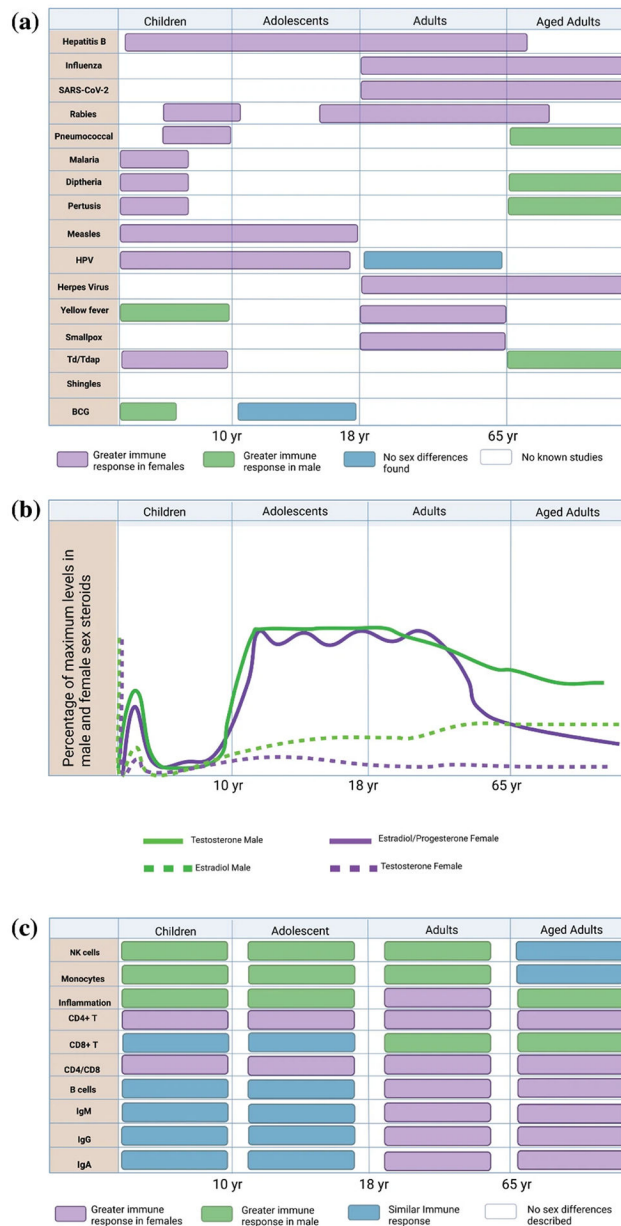 (a)
Children Adolescents Adults Aged Adults
Hepatitis B
Influenza
SARS-CoV-2
Rabies
Pneumococcal
Malaria
Diptheria
Pertusis
Measles
HPV
Herpes Virus
Yellow fever
Smallpox
Td/Tdap
Shingles
BCG
10 yr 18 yr 65 yr
Greater immune
response in females
Greater immune
response in male
No sex differences
found
No known studies
(b)
Children Adolescents Adults Aged Adults
Percentage of maximum levels in
male and female sex steroids
10 yr 18 yr 65 yr
Testosterone Male
Estradiol/Progesterone Female
Estradiol Male
Testosterone Female
(c)
Children Adolescent Adults Aged Adults
NK cells
Monocytes
Inflammation
CD4+ T
CD8+ T
CD4/CD8
B cells
IgM
IgG
IgA
10 yr 18 yr 65 yr
Greater immune
response in females
Greater immune
response in male
Similar Immune
response
No sex differences
described